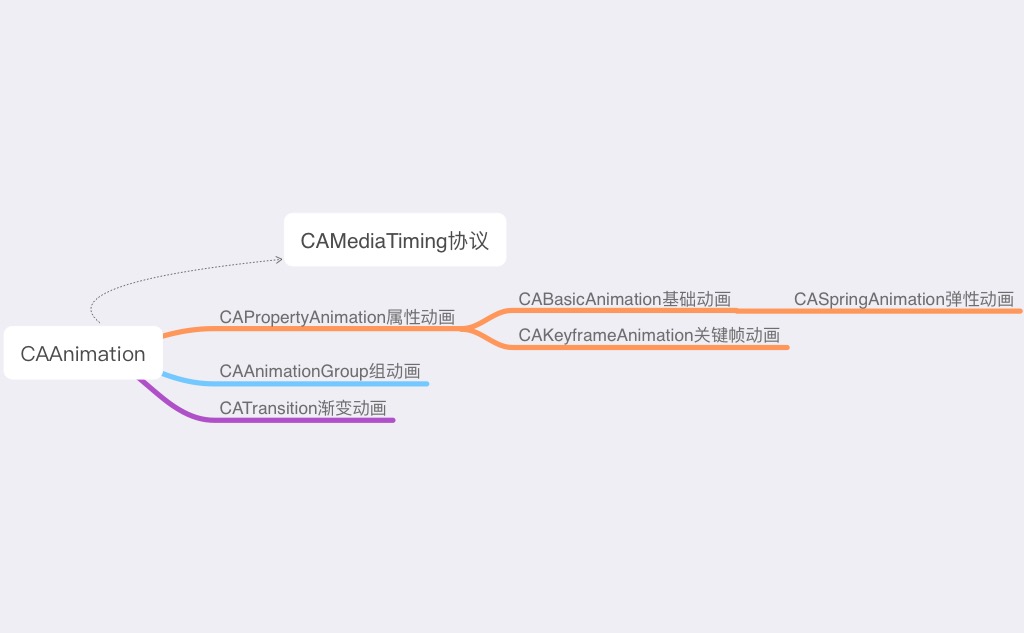 CAMediaTiming协议
CAAnimation
CAPropertyAnimation属性动画
CABasicAnimation基础动画
CASpringAnimation弹性动画
CAKeyframeAnimation关键帧动画
CAAnimationGroup组动画
CATransition渐变动画